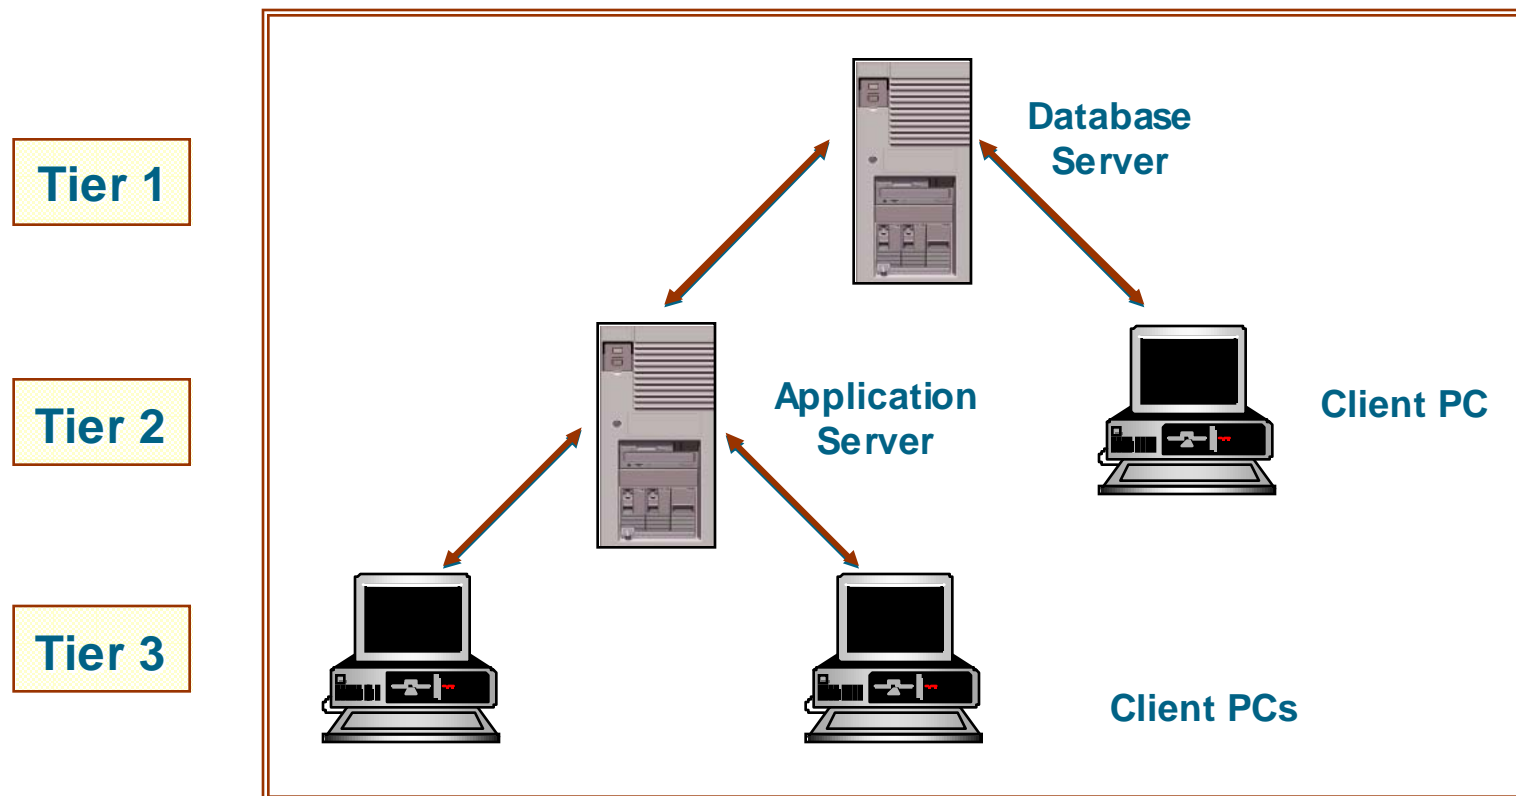 Tier 1
Database
Server
Tier 2
Application
Server
Client PC
Tier 3
Client PCs